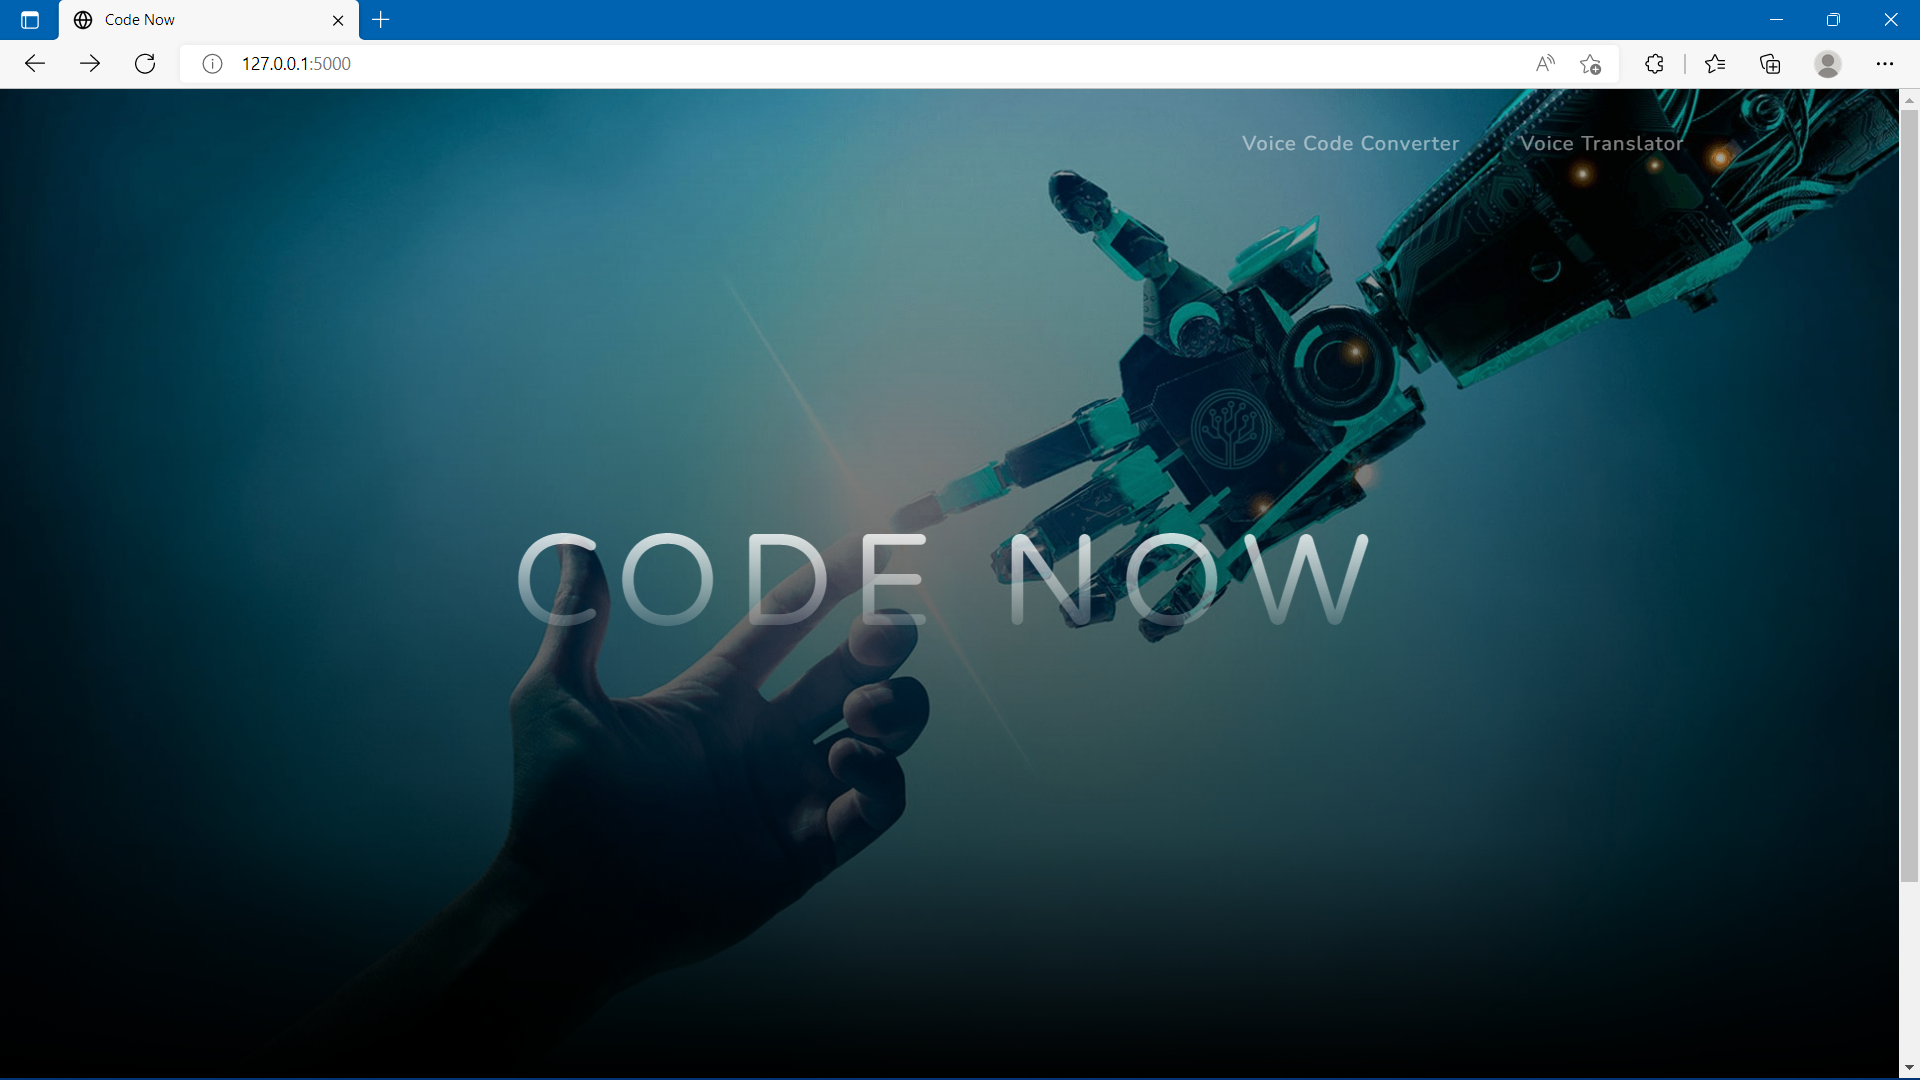 Code Now
127.0.0.1:5000
Voice Code Converter Voice Translator
CODE NOW